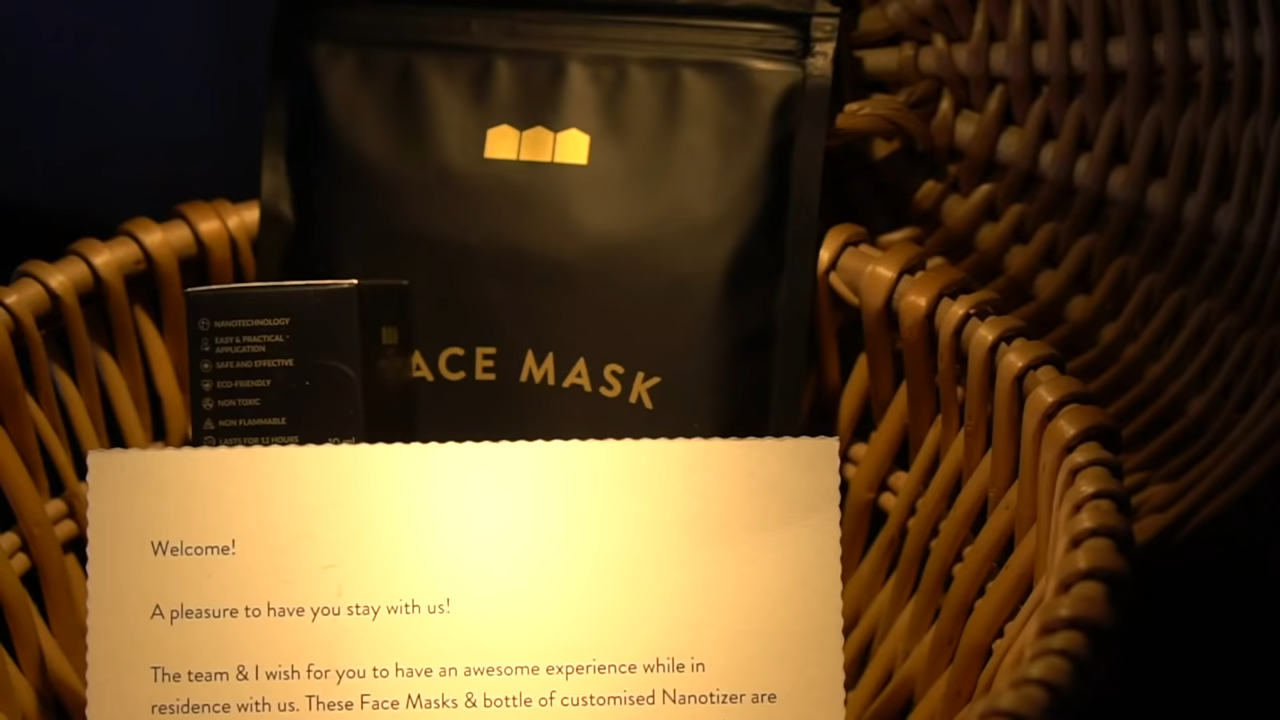 ACE MASK
NANOTECHNOLOGY
EASY & PRACTICAL
APPLICATION
SAFE AND EFFECTIVE
ECO-FRIENDLY
NON TOXIC
NON FLAMMABLE
LASTS FOR 12 HOURS
10 ml
Welcome!
A pleasure to have you stay with us!
The team & I wish for you to have an awesome experience while in
residence with us. These Face Masks & bottle of customised Nanotizer are